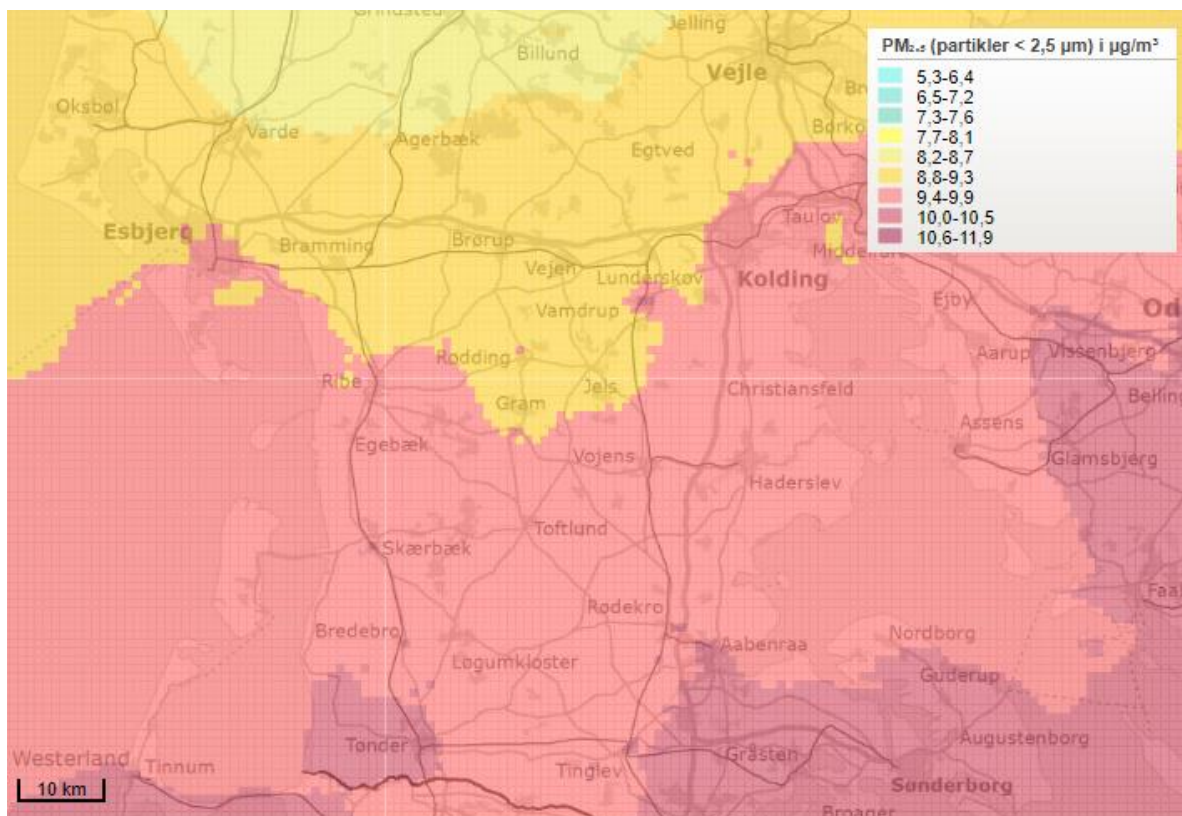 Grindsted
Jelling
Billund
Vejle
Oksbøl
Varde
Agerbæk
Egtved
Børko
Esbjerg
Bramming
Brørup
Vejen
Lunderskov
Taulov
Kolding
Vamdrup
Ejby
Od
Rødding
Aarup
Vissenbjerg
Ribe
Jels
Christiansfeld
Belling
Gram
Assens
Egebæk
Vojens
Glamsbjerg
Haderslev
Toftlund
Skærbæk
Rødekro
Faa
Bredebro
Nordborg
Aabenraa
Løgumkloster
Guderup
Tønder
Gråsten
Augustenborg
Westerland
Tinnum
Tinglev
Sønderborg
Broager
10 km
PM₂.₅ (partikler < 2,5 µm) i µg/m³
5,3-6,4
6,5-7,2
7,3-7,6
7,7-8,1
8,2-8,7
8,8-9,3
9,4-9,9
10,0-10,5
10,6-11,9